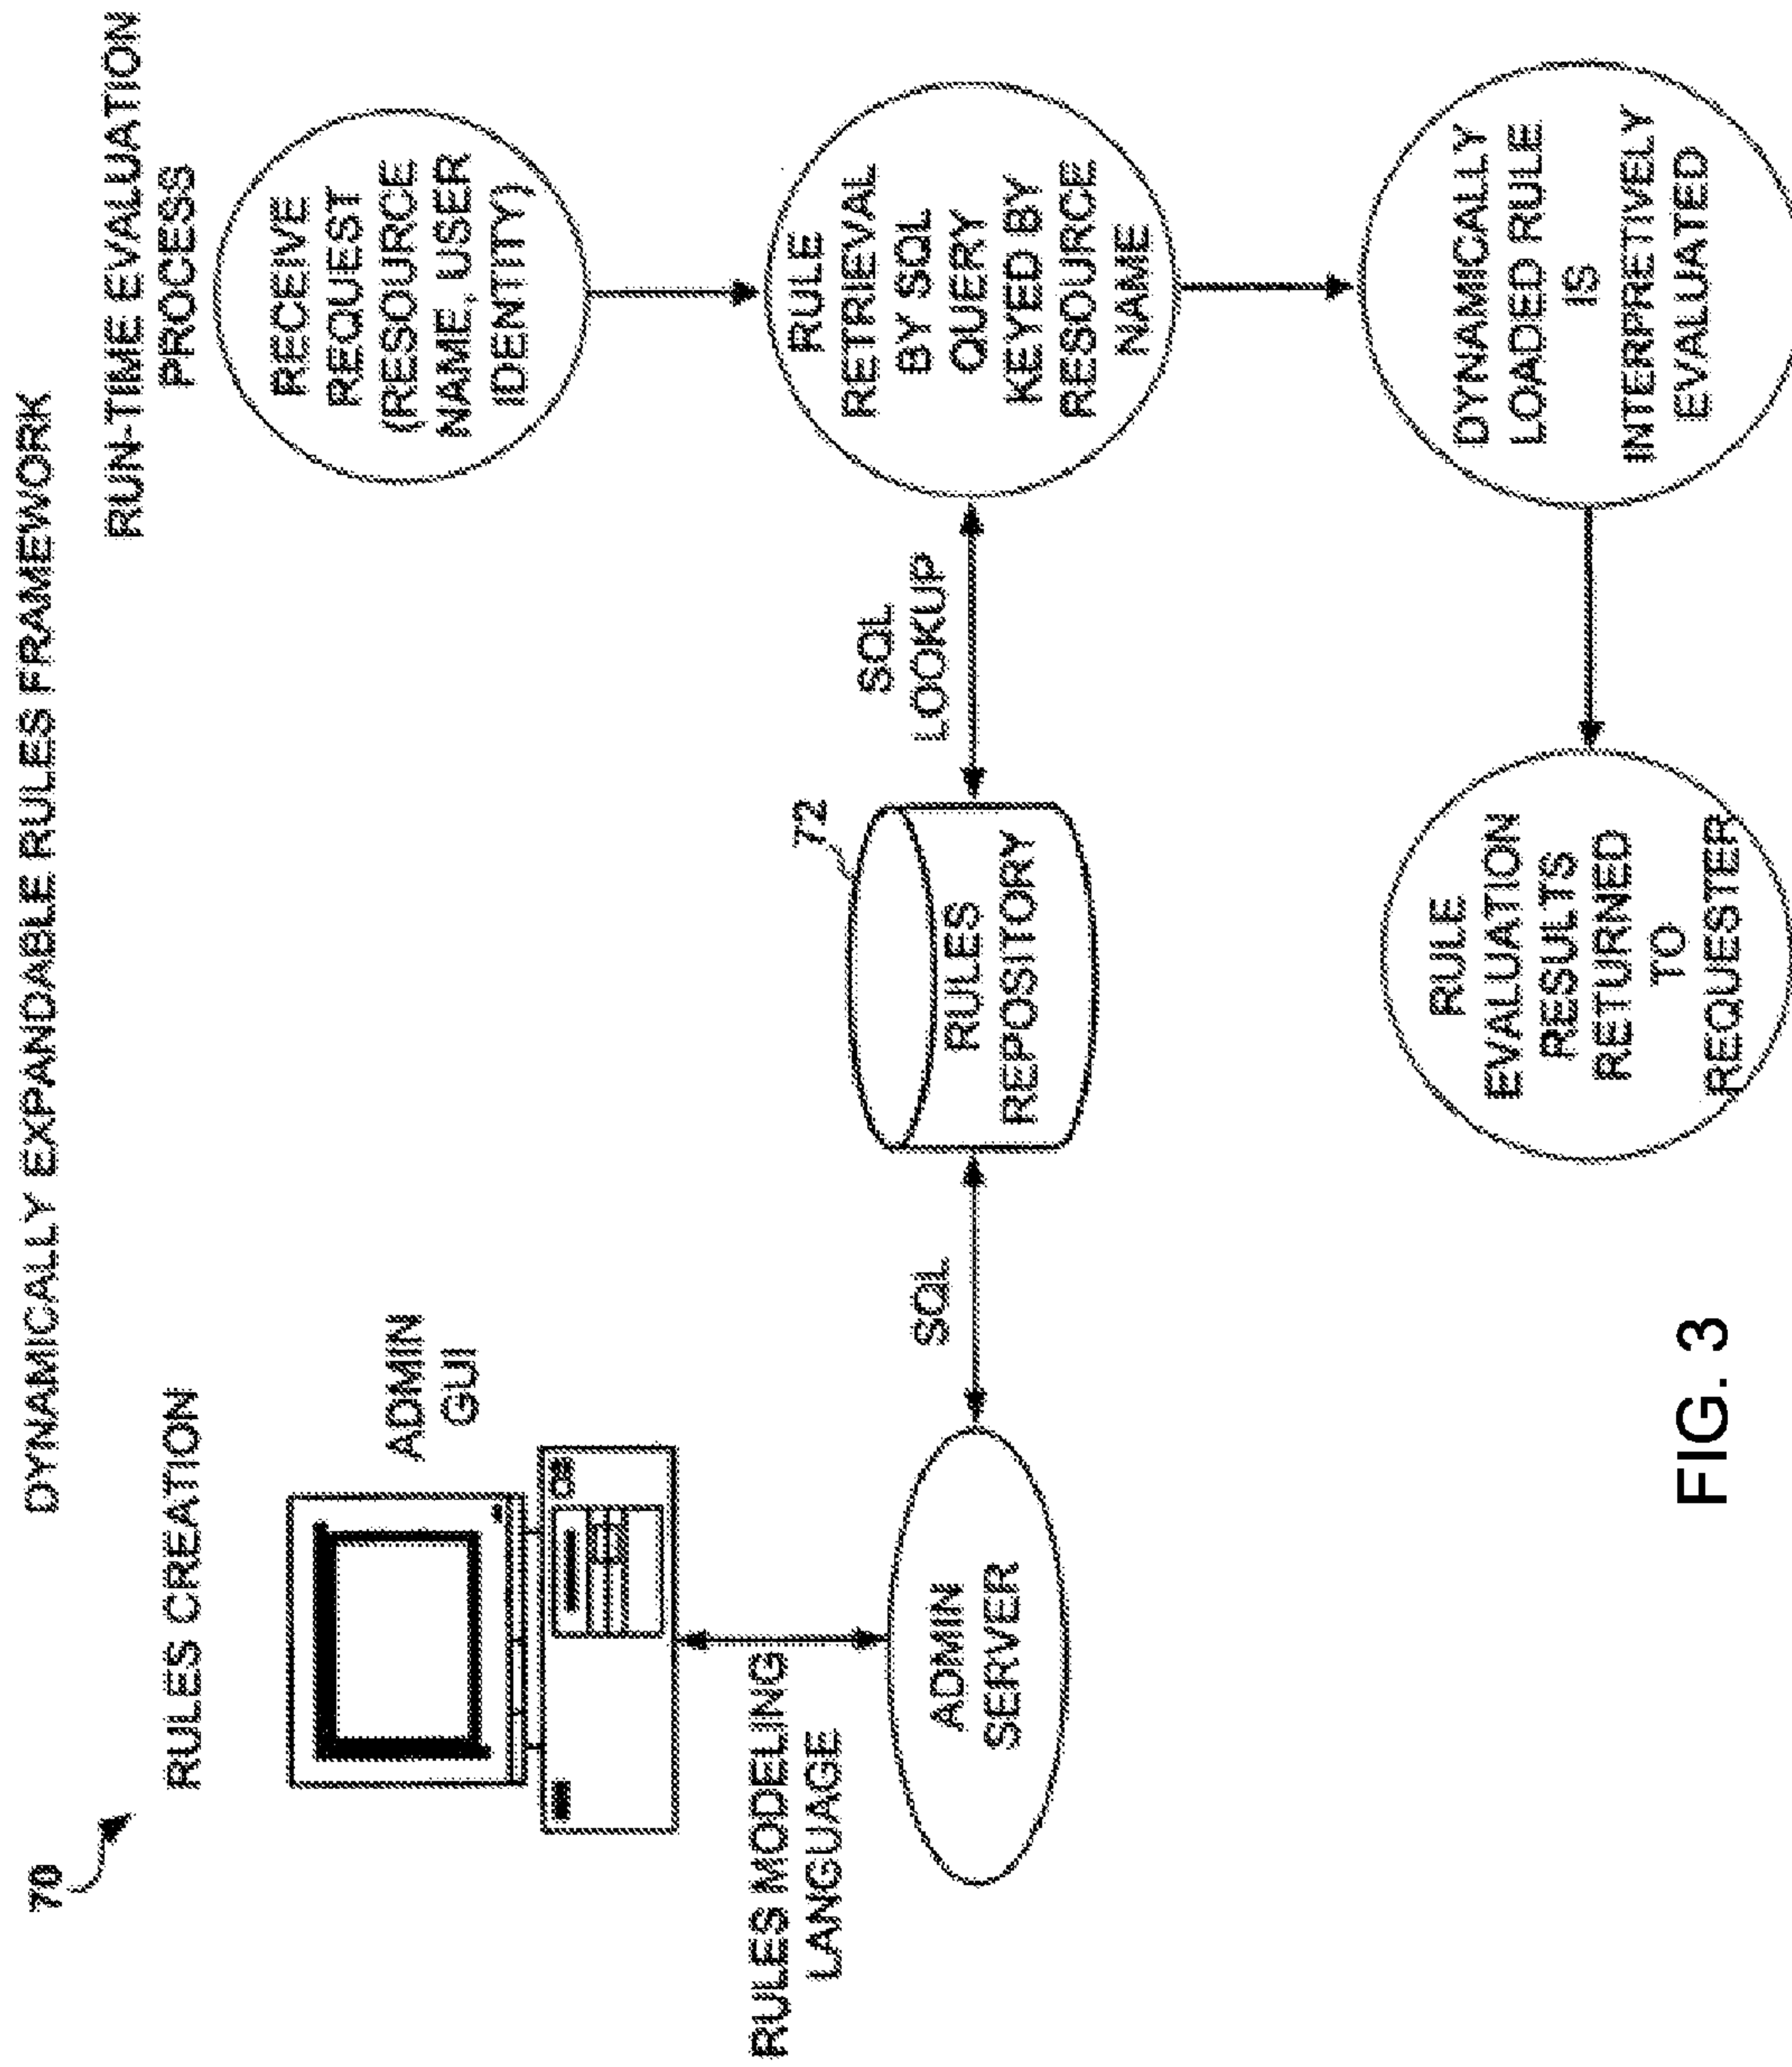 DYNAMICALLY EXPANDABLE RULES FRAMEWORK
70
RULES CREATION
ADMIN
GUI
RULES MODELING
LANGUAGE
ADMIN
SERVER
SQL
72
RULES
REPOSITORY
SQL
LOOKUP
RUN-TIME EVALUATION
PROCESS
RECEIVE
REQUEST
(RESOURCE
NAME, USER
IDENTITY)
RULE
RETRIEVAL
BY SQL
QUERY
KEYED BY
RESOURCE
NAME
DYNAMICALLY
LOADED RULE
IS
INTERPRETIVELY
EVALUATED
RULE
EVALUATION
RESULTS
RETURNED
TO
REQUESTER
FIG. 3